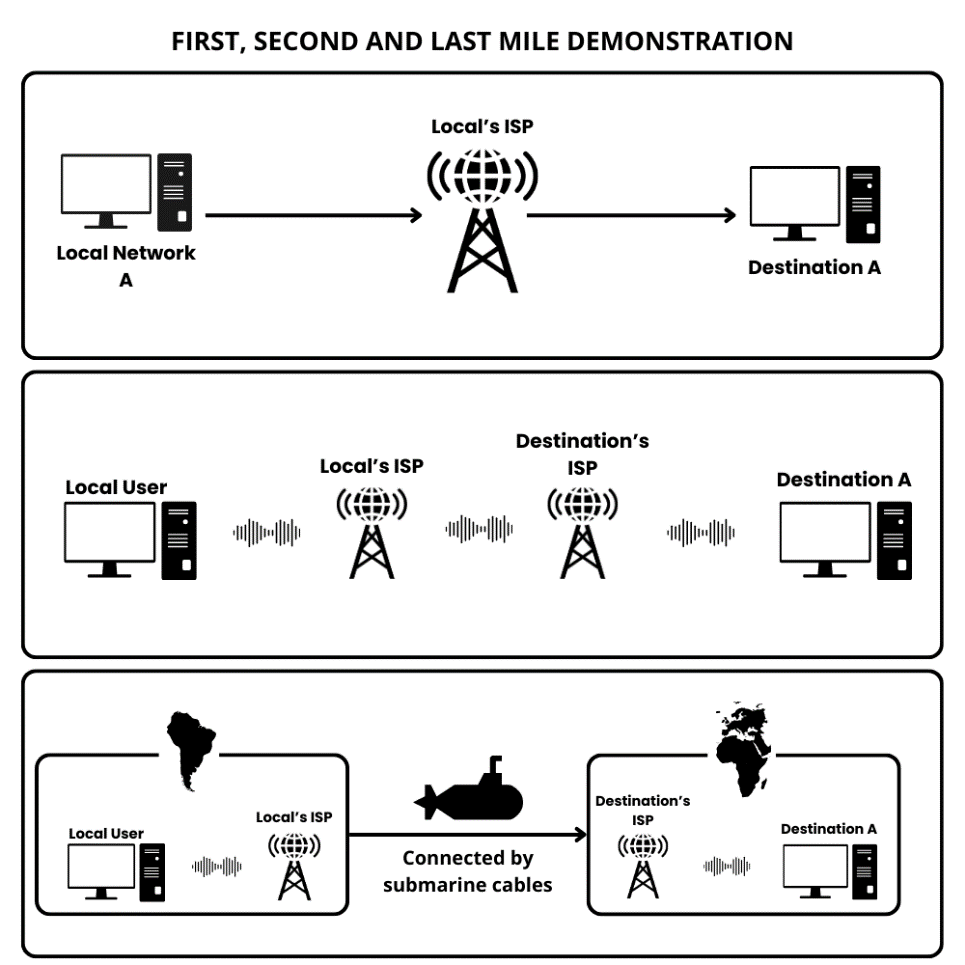 FIRST, SECOND AND LAST MILE DEMONSTRATION
Local's ISP
Local Network
A
Destination A
Destination's
ISP
Local's ISP
Local User
Destination A
Destination's
ISP
Local's ISP
Local User
Destination A
Connected by
submarine cables